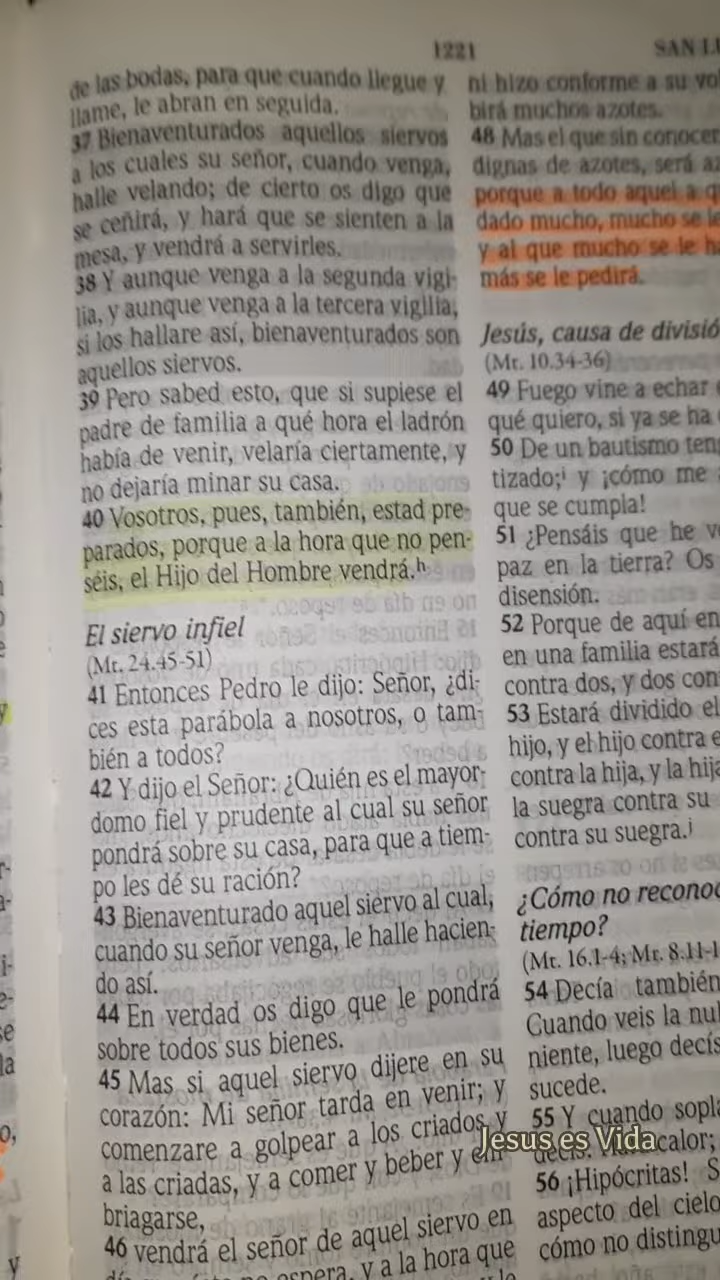 1221
SAN LU
de las bodas, para que cuando llegue y
llame, le abran en seguida.
37 Bienaventurados aquellos siervos
a los cuales su señor, cuando venga,
halle velando; de cierto os digo que
se ceñirá, y hará que se sienten a la
mesa, y vendrá a servirles.
38 Y aunque venga a la segunda vigi-
lia, y aunque venga a la tercera vigilia,
si los hallare así, bienaventurados son
aquellos siervos.
39 Pero sabed esto, que si supiese el
padre de familia a qué hora el ladrón
había de venir, velaría ciertamente, y
no dejaría minar su casa.
40 Vosotros, pues, también, estad pre-
parados, porque a la hora que no pen-
séis, el Hijo del Hombre vendrá.h
El siervo infiel
(Mt. 24.45-51)
41 Entonces Pedro le dijo: Señor, ¿di-
ces esta parábola a nosotros, o tam-
bién a todos?
42 Y dijo el Señor: ¿Quién es el mayor-
domo fiel y prudente al cual su señor
pondrá sobre su casa, para que a tiem-
po les dé su ración?
43 Bienaventurado aquel siervo al cual,
cuando su señor venga, le halle hacien-
do así.
44 En verdad os digo que le pondrá
sobre todos sus bienes.
45 Mas si aquel siervo dijere en su
corazón: Mi señor tarda en venir; y
comenzare a golpear a los criados y
a las criadas, y a comer y beber y em-
briagarse,
46 vendrá el señor de aquel siervo en
espera, y a la hora que
ni hizo conforme a su vo
birá muchos azotes.
48 Mas el que sin conocer
dignas de azotes, será az
porque a todo aquel a q
dado mucho, mucho se le
y al que mucho se le h
más se le pedirá.
Jesús, causa de divisió
(Mt. 10.34-36)
49 Fuego vine a echar
qué quiero, si ya se ha
50 De un bautismo ten
tizado;i y ¡cómo me
que se cumpla!
51 ¿Pensáis que he v
paz en la tierra? Os
disensión.
52 Porque de aquí en
en una familia estará
contra dos, y dos con
53 Estará dividido el
hijo, y el hijo contra e
contra la hija, y la hija
la suegra contra su
contra su suegra.j
¿Cómo no reconoc
tiempo?
(Mt. 16.1-4; Mr. 8.11-1
54 Decía también
Cuando veis la nu
niente, luego decís
sucede.
55 Y cuando sopla
decís: calor;
56 ¡Hipócritas! S
aspecto del cielo
cómo no distingu
Jesus es Vida